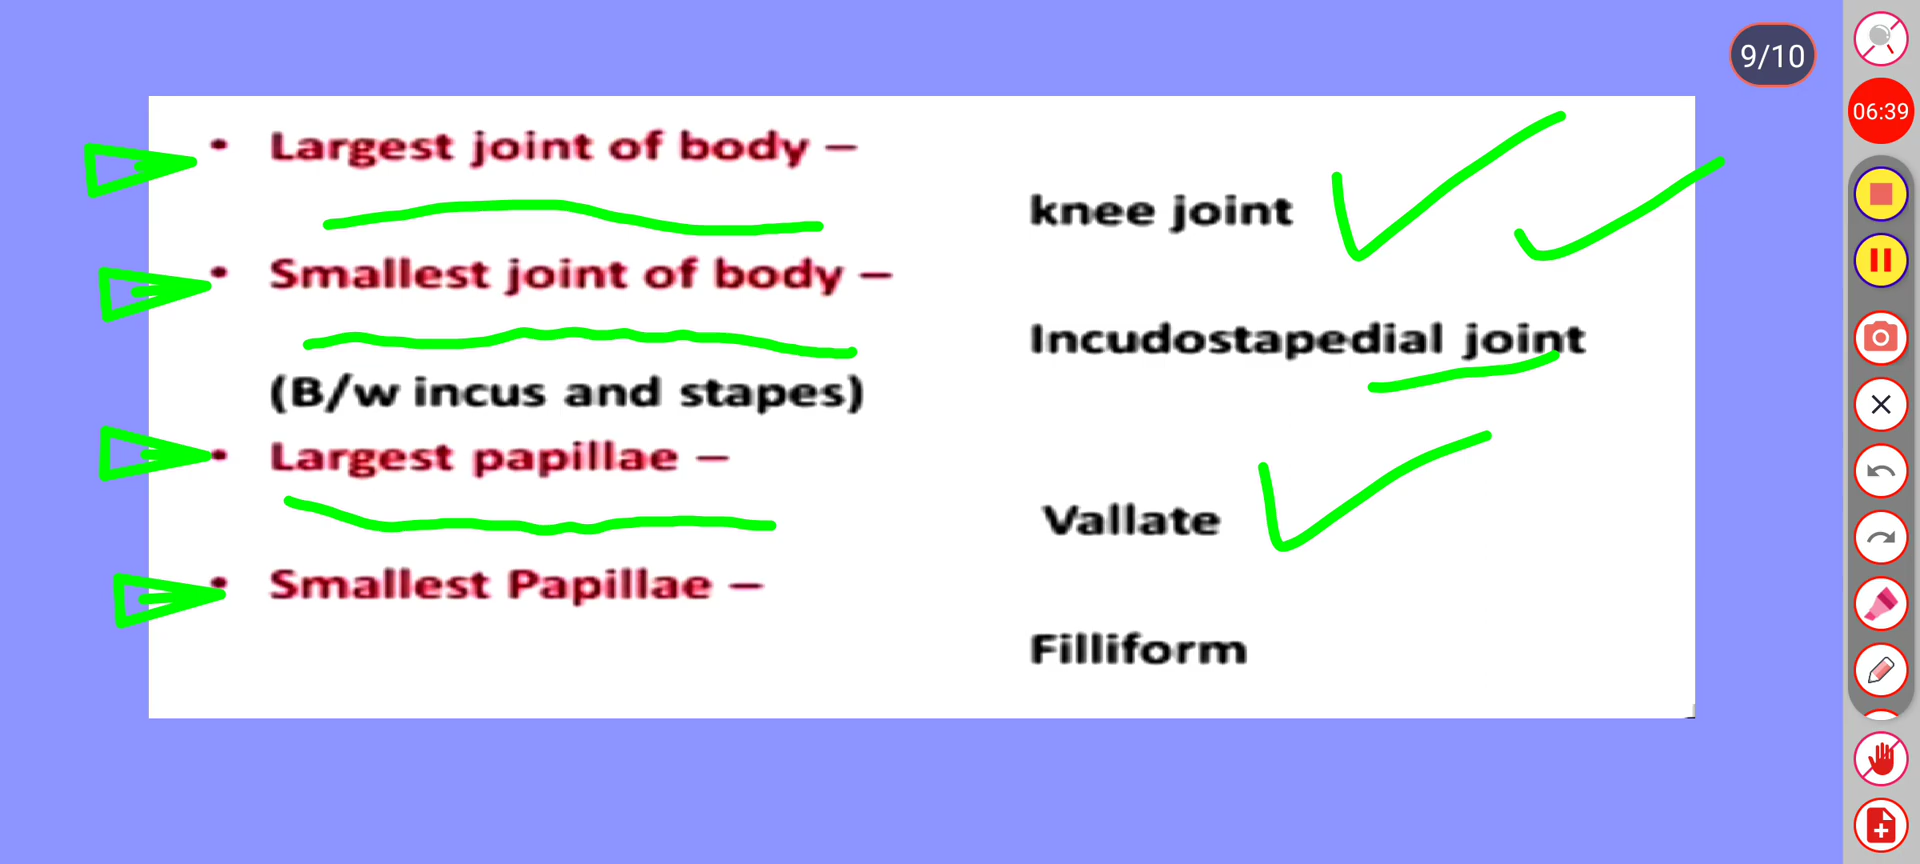 9/10
06:39
• Largest joint of body –
knee joint
• Smallest joint of body –
Incudostapedial joint
(B/w incus and stapes)
• Largest papillae –
Vallate
• Smallest Papillae –
Filliform